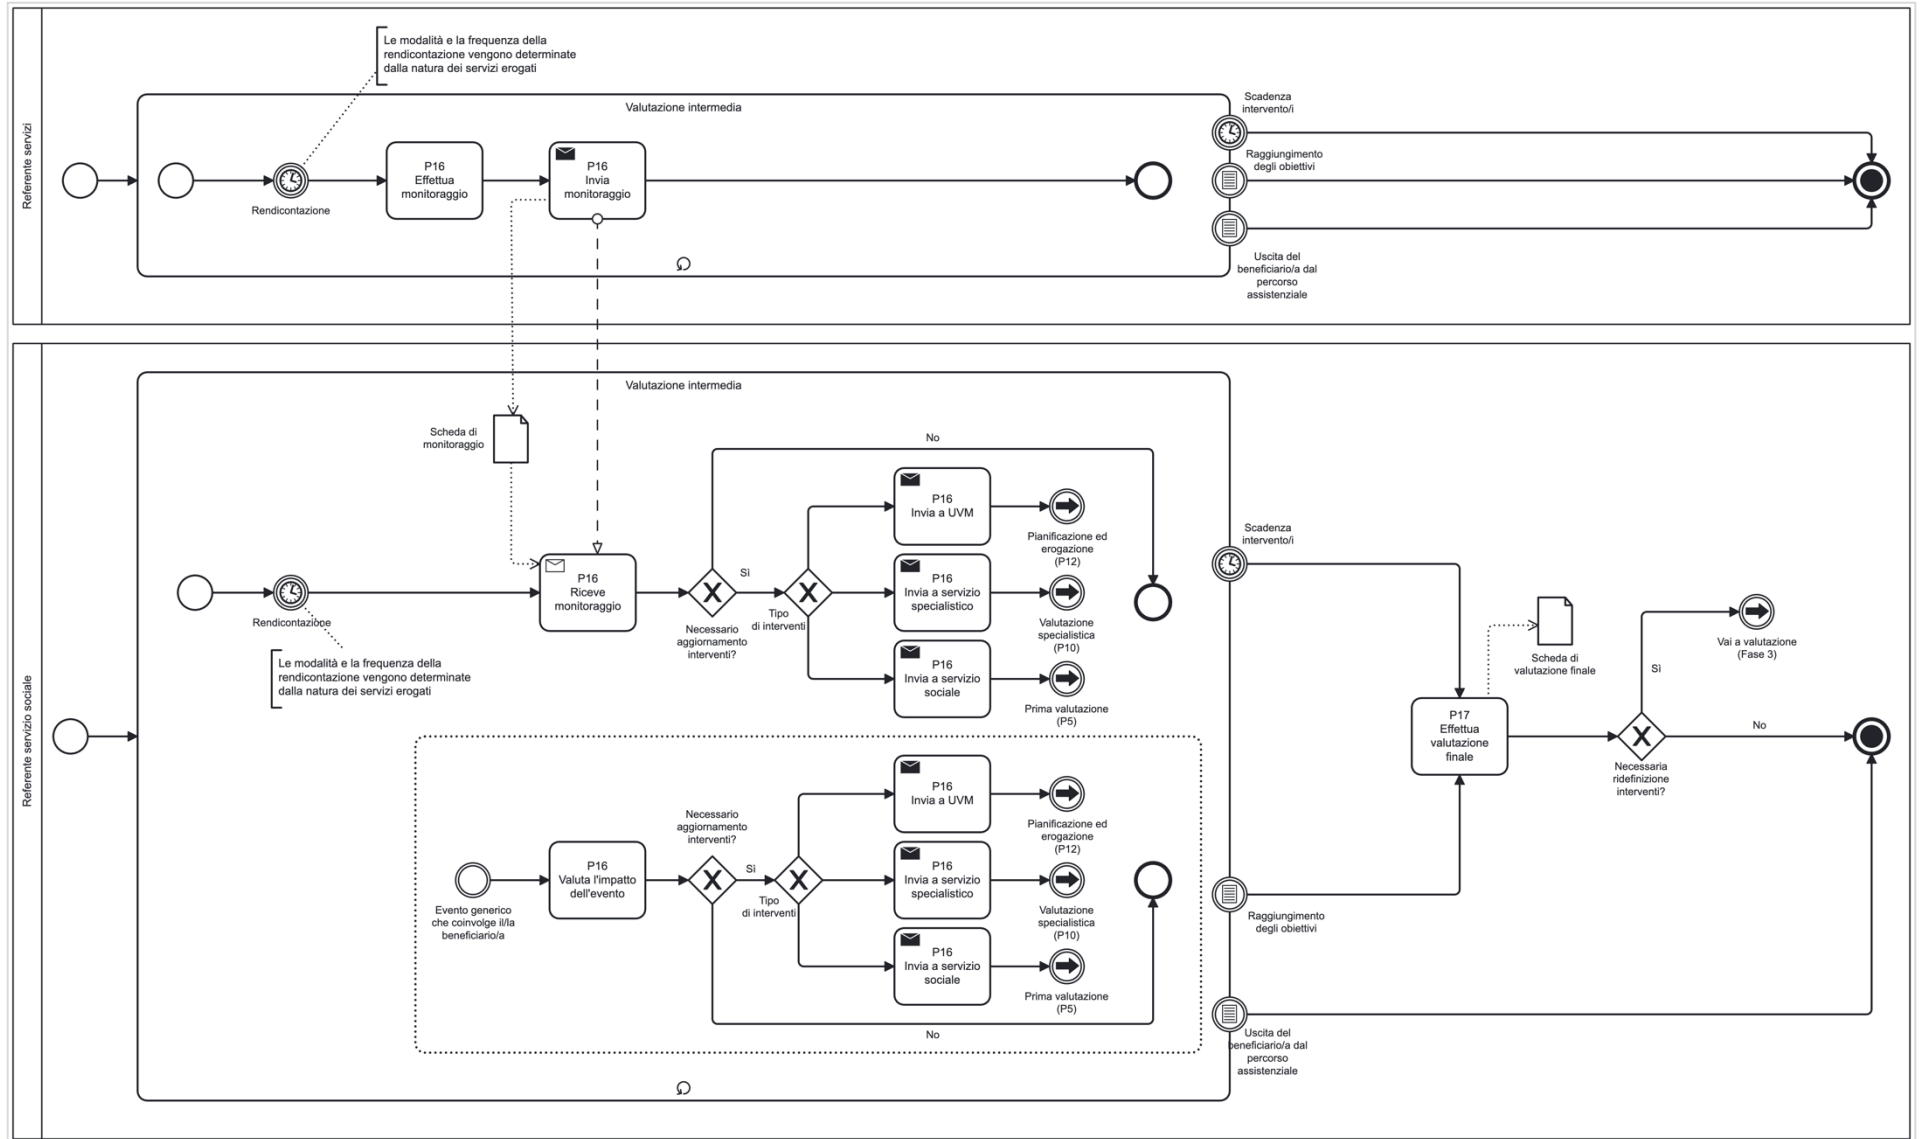 Referente servizi
Le modalità e la frequenza della
rendicontazione vengono determinate
dalla natura dei servizi erogati
Valutazione intermedia
Rendicontazione
P16
Effettua
monitoraggio
P16
Invia
monitoraggio
Scadenza
intervento/i
Raggiungimento
degli obiettivi
Uscita del
beneficiario/a dal
percorso
assistenziale
Referente servizio sociale
Valutazione intermedia
Scheda di
monitoraggio
Rendicontazione
Le modalità e la frequenza della
rendicontazione vengono determinate
dalla natura dei servizi erogati
P16
Riceve
monitoraggio
Necessario
aggiornamento
interventi?
No
Sì
Tipo
di interventi
P16
Invia a UVM
Pianificazione ed
erogazione
(P12)
P16
Invia a servizio
specialistico
Valutazione
specialistica
(P10)
P16
Invia a servizio
sociale
Prima valutazione
(P5)
Evento generico
che coinvolge il/la
beneficiario/a
P16
Valuta l'impatto
dell'evento
Necessario
aggiornamento
interventi?
Sì
Tipo
di interventi
P16
Invia a UVM
Pianificazione ed
erogazione
(P12)
P16
Invia a servizio
specialistico
Valutazione
specialistica
(P10)
P16
Invia a servizio
sociale
Prima valutazione
(P5)
No
Scadenza
intervento/i
Raggiungimento
degli obiettivi
Uscita del
beneficiario/a dal
percorso
assistenziale
P17
Effettua
valutazione
finale
Scheda di
valutazione finale
Necessaria
ridefinizione
interventi?
Sì
Vai a valutazione
(Fase 3)
No